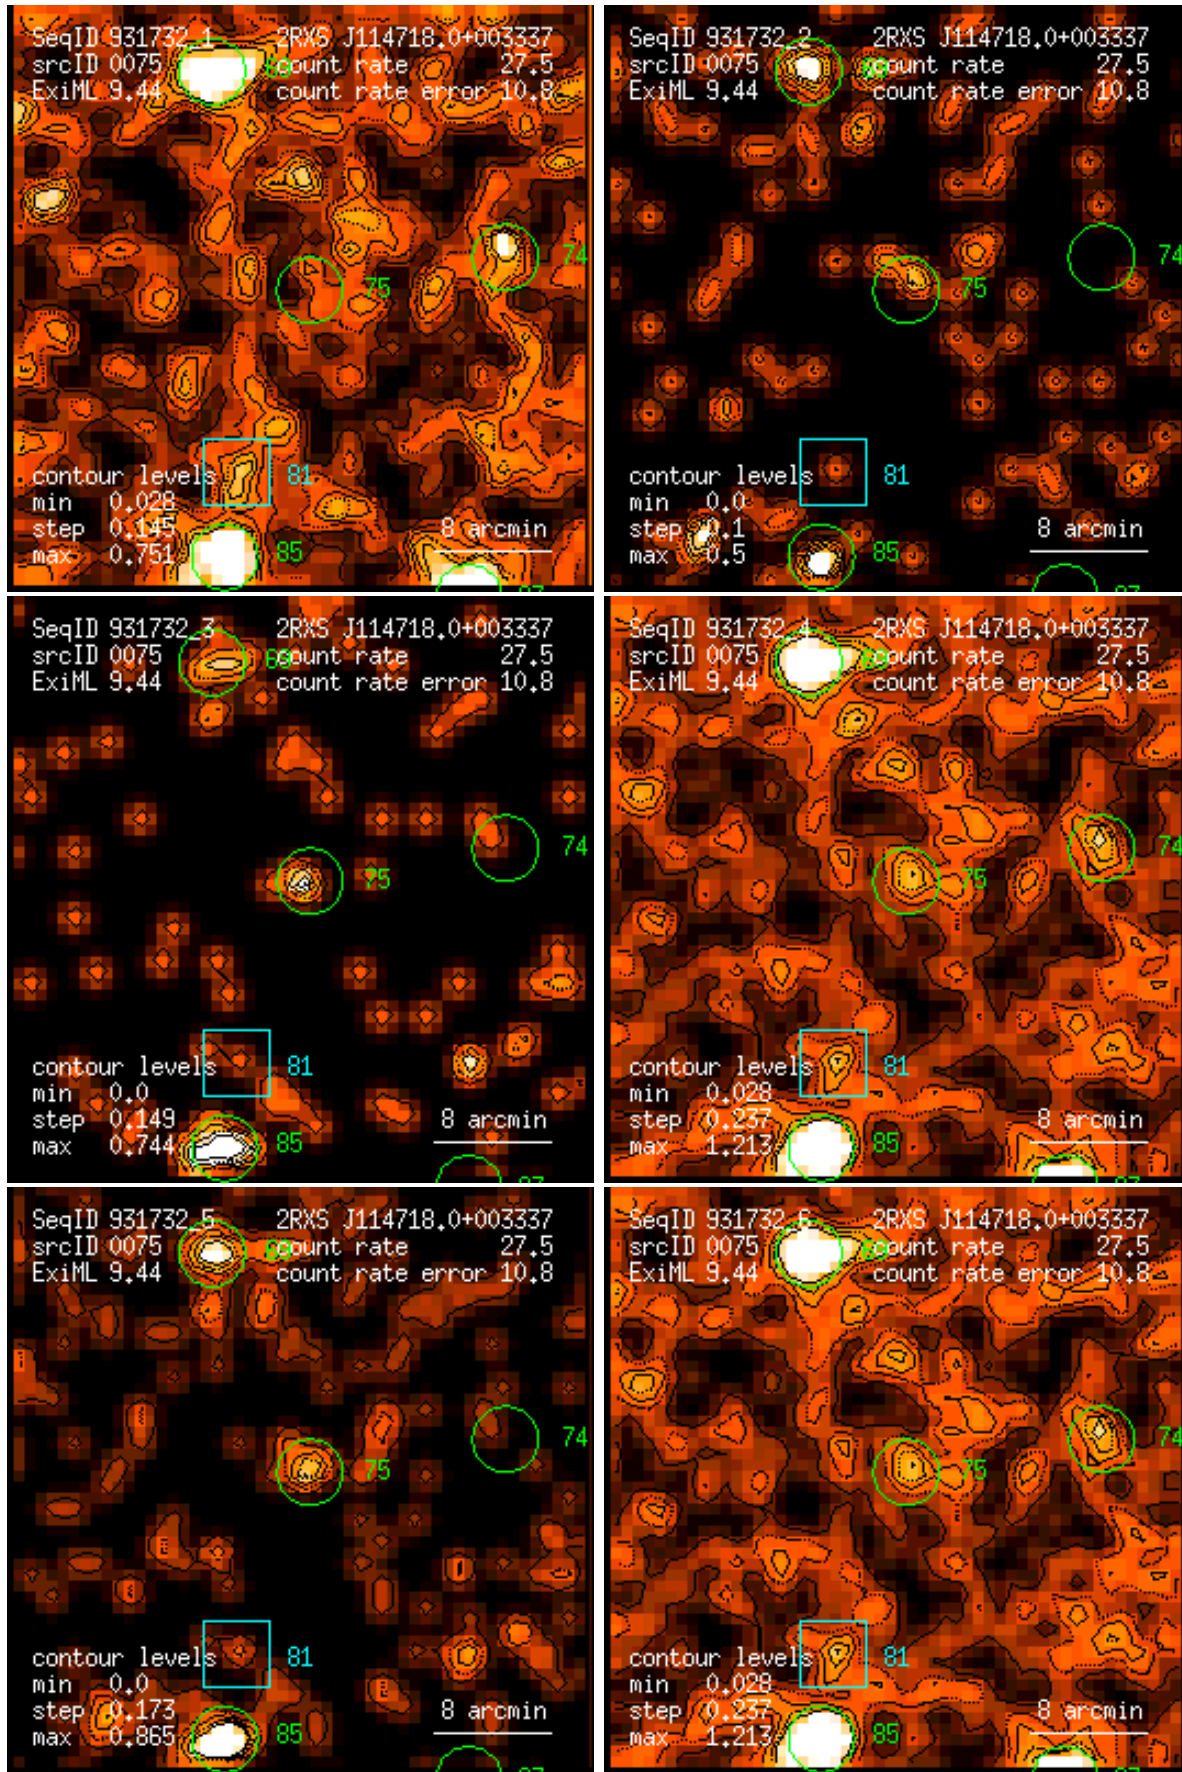 SeqID 931732_1 2RXS J114718.0+003337
srcID 0075 69 count rate 27.5
ExiML 9.44 count rate error 10.8
74
75
contour levels 81
min 0.028
step 0.145 8 arcmin
max 0.751 85
SeqID 931732_2 2RXS J114718.0+003337
srcID 0075 count rate 27.5
ExiML 9.44 count rate error 10.8
74
75
contour levels 81
min 0.0
step 0.1 8 arcmin
max 0.5 85
SeqID 931732_3 2RXS J114718.0+003337
srcID 0075 69 count rate 27.5
ExiML 9.44 count rate error 10.8
74
75
contour levels 81
min 0.0
step 0.149 8 arcmin
max 0.744 85
SeqID 931732_4 2RXS J114718.0+003337
srcID 0075 count rate 27.5
ExiML 9.44 count rate error 10.8
74
75
contour levels 81
min 0.028
step 0.237 8 arcmin
max 1.213 85
SeqID 931732_5 2RXS J114718.0+003337
srcID 0075 count rate 27.5
ExiML 9.44 count rate error 10.8
74
75
contour levels 81
min 0.0
step 0.173 8 arcmin
max 0.865 85
SeqID 931732_6 2RXS J114718.0+003337
srcID 0075 count rate 27.5
ExiML 9.44 count rate error 10.8
74
75
contour levels 81
min 0.028
step 0.237 8 arcmin
max 1.213 85